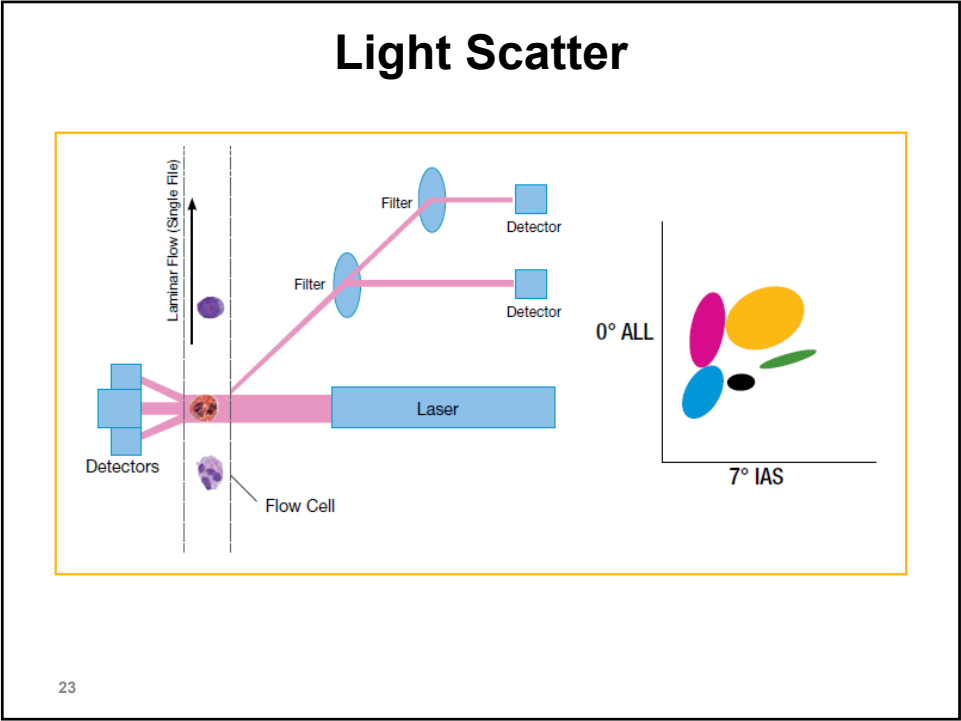 Light Scatter
Laminar Flow (Single File)
Filter
Detector
Filter
Detector
0° ALL
Laser
Detectors
Flow Cell
7° IAS
23